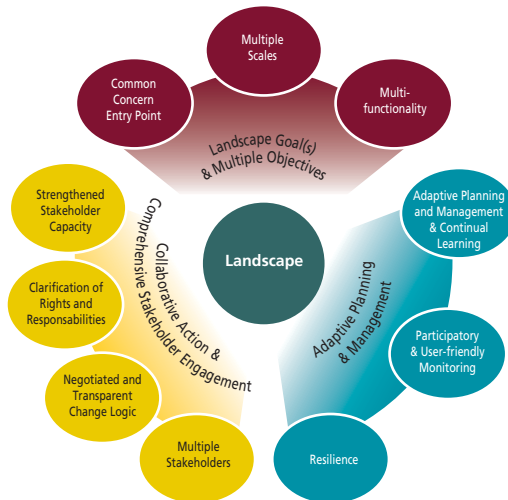 Multiple
Scales
Common
Concern
Entry Point
Multi-
functionality
Landscape Goal(s)
& Multiple Objectives
Strengthened
Stakeholder
Capacity
Clarification of
Rights and
Responsabilities
Negotiated and
Transparent
Change Logic
Multiple
Stakeholders
Collaborative Action &
Comprehensive Stakeholder Engagement
Landscape
Adaptive Planning
and Management
& Continual
Learning
Participatory
& User-friendly
Monitoring
Resilience
Adaptive Planning
& Management